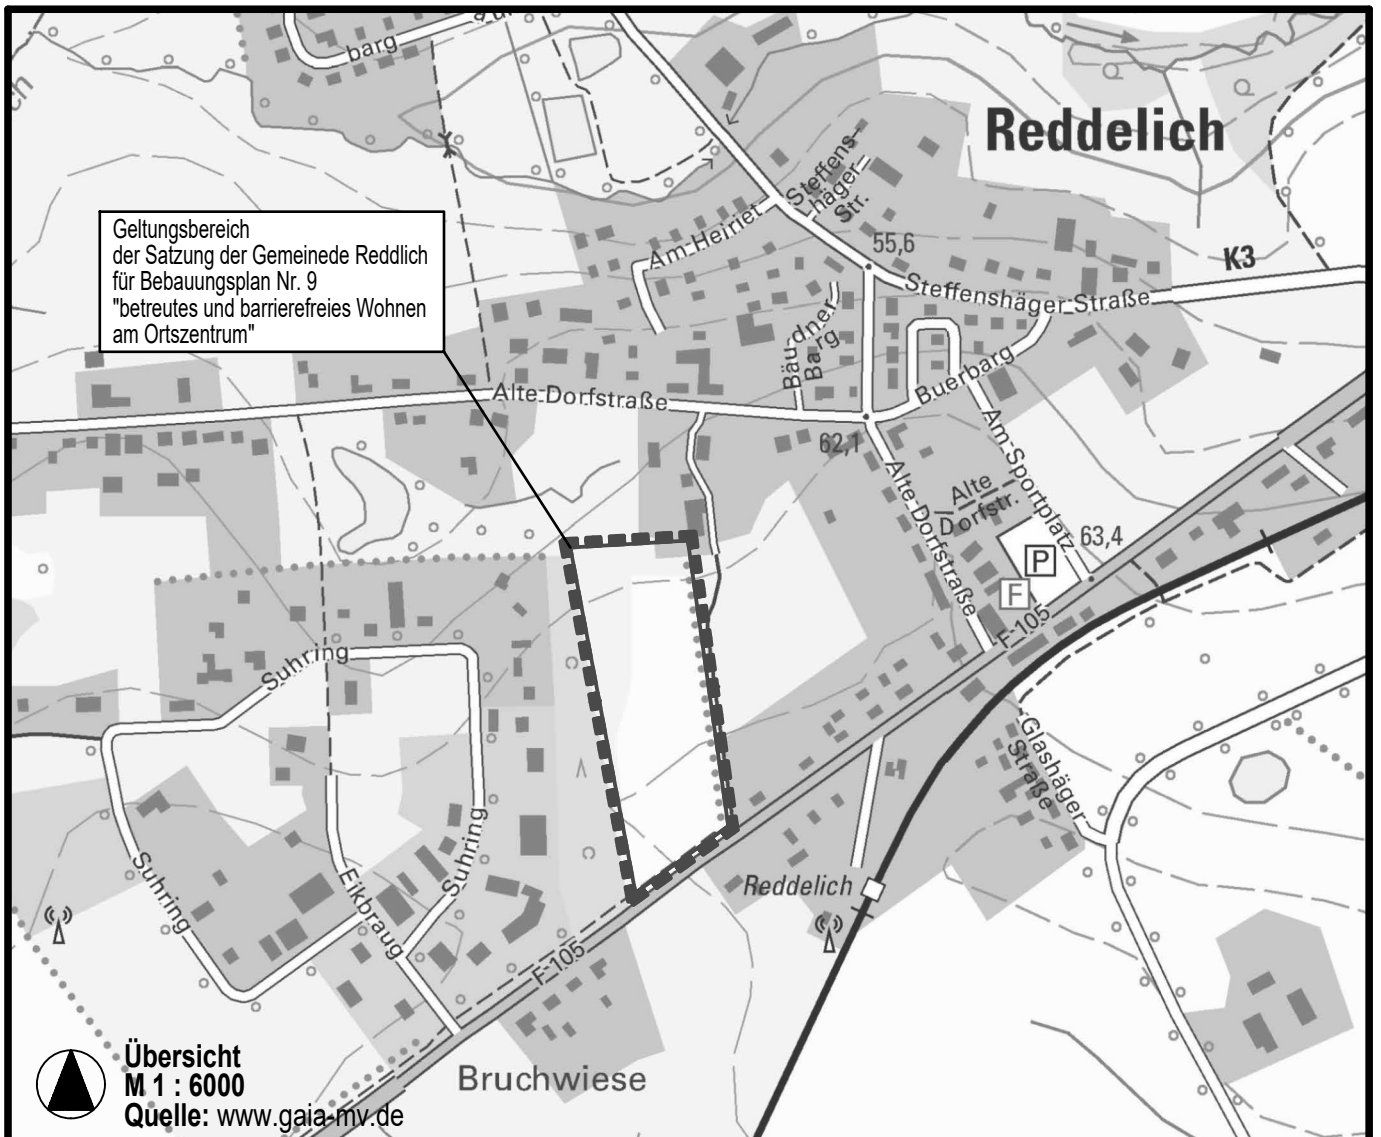 barg
Reddelich
Steffens-
häger-
Str.
Am-Heiriet
Geltungsbereich
der Satzung der Gemeinede Reddlich
für Bebauungsplan Nr. 9
"betreutes und barrierefreies Wohnen
am Ortszentrum"
55,6
K3
Steffenshäger-Straße
Bäudner
Barg
Buerbarg
Alte-Dorfstraße
62,1
Am-Sportplatz
Alte
Dorfstr.
Alte-Dorfstraße
63,4
P
F
F-105
Suhring
Glashäger
Straße
Suhring
Suhring
Eikbraug
Reddelich
F-105
Bruchwiese
Übersicht
M 1 : 6000
Quelle: www.gaia-mv.de